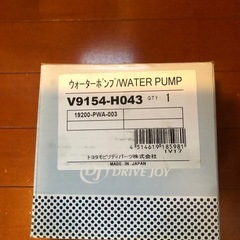 ウォーターポンプ/WATER PUMP
V9154-H043 QTY 1
19200-PWA-003
4 514619 185981
1V17
トヨタモビリティパーツ株式会社
MADE IN JAPAN
DJ DRIVE JOY